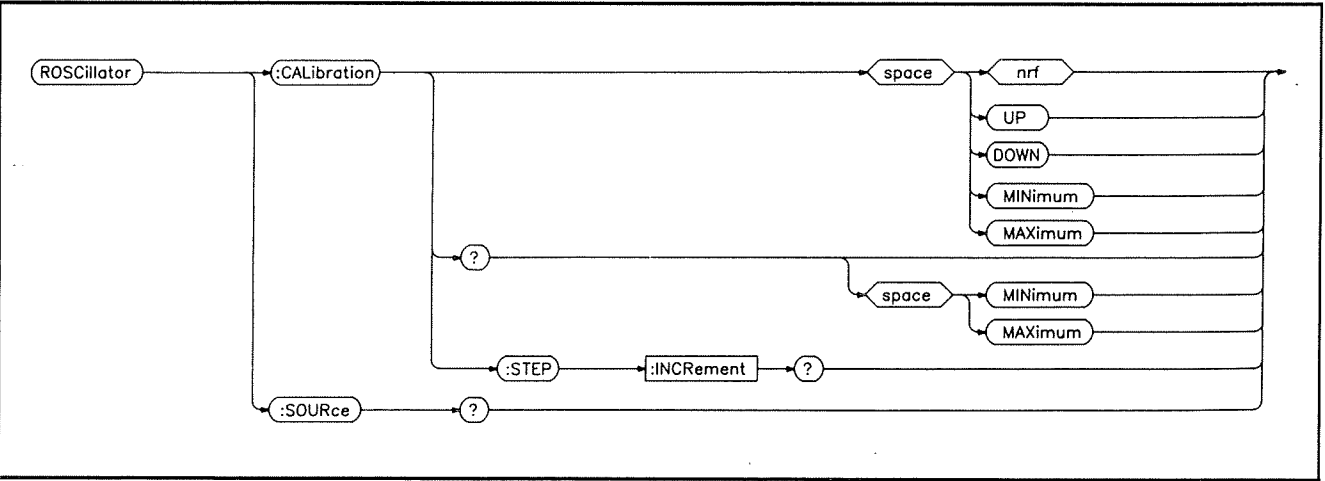 ROSCillator :CALibration space nrf
UP
DOWN
MINimum
MAXimum
?
space MINimum
MAXimum
:STEP :INCRement ?
:SOURce ?